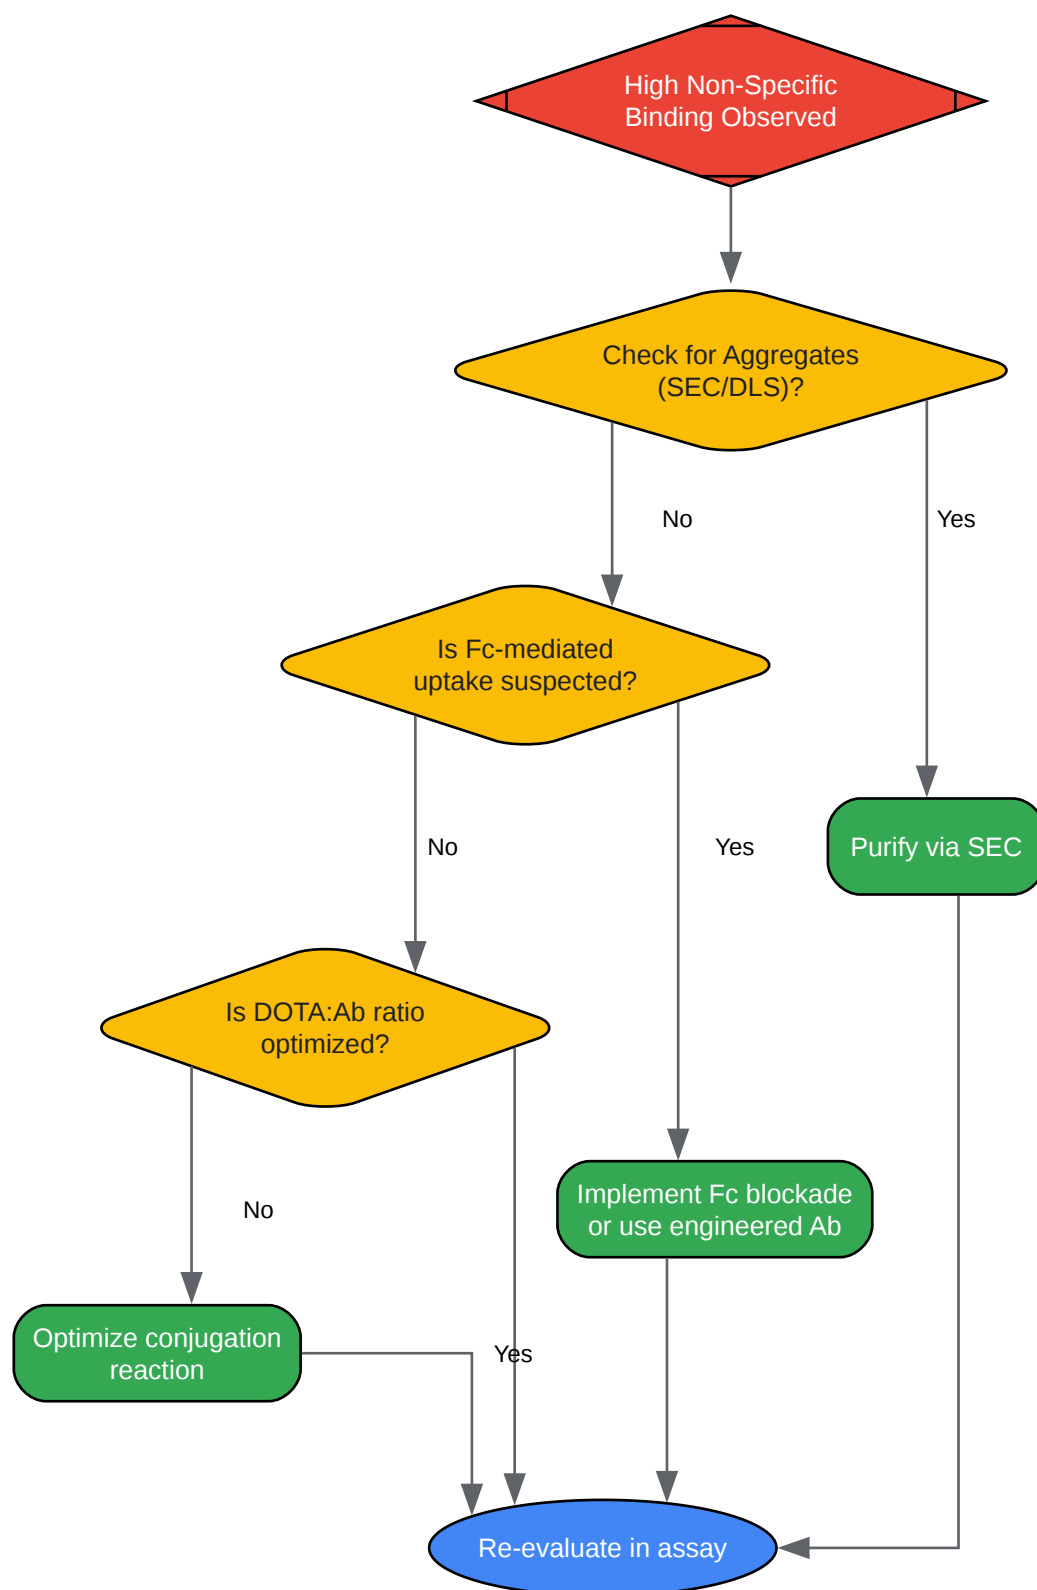 High Non-Specific
Binding Observed
Check for Aggregates
(SEC/DLS)?
No
Yes
Is Fc-mediated
uptake suspected?
No
Yes
Purify via SEC
Is DOTA:Ab ratio
optimized?
No
Implement Fc blockade
or use engineered Ab
Optimize conjugation
reaction
Yes
Re-evaluate in assay